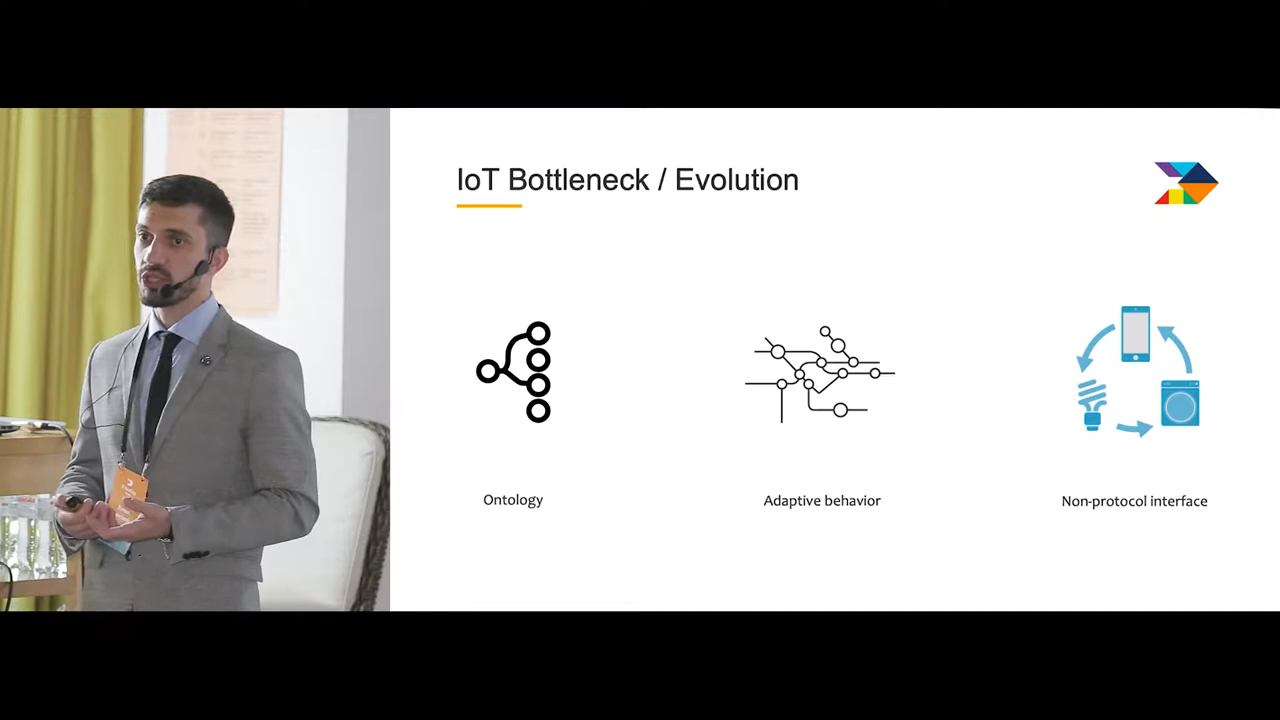 IoT Bottleneck / Evolution
Ontology
Adaptive behavior
Non-protocol interface